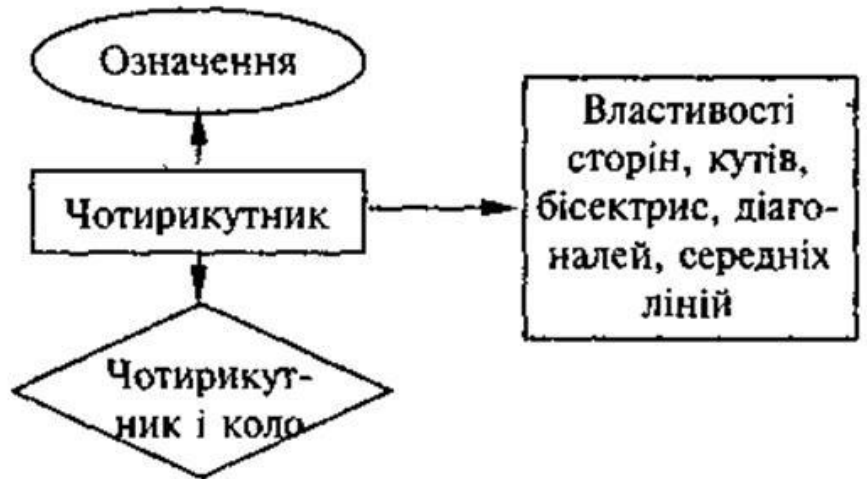 Означення
Чотирикутник
Властивості
сторін, кутів,
бісектрис, діаго-
налей, середніх
ліній
Чотирикут-
ник і коло